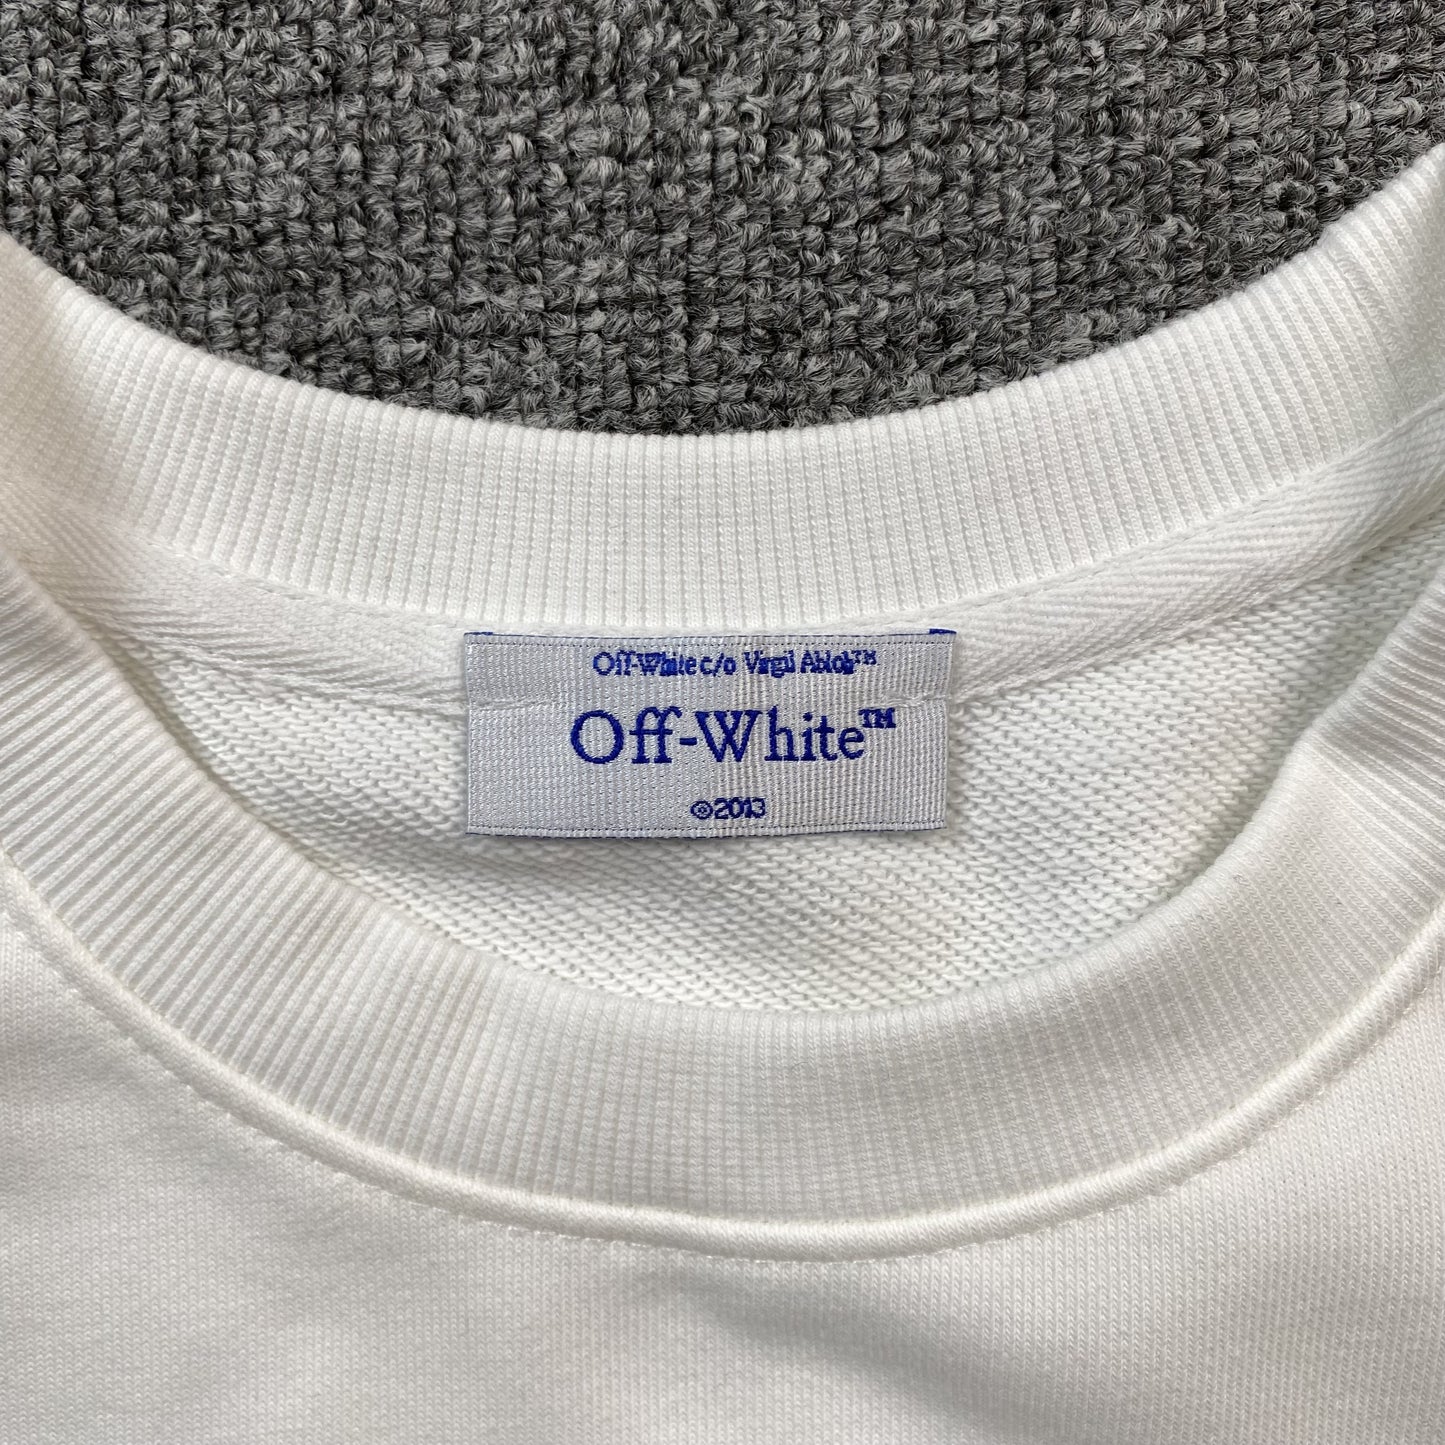 Off-White c/o Virgil Abloh™
Off-White™
©2013